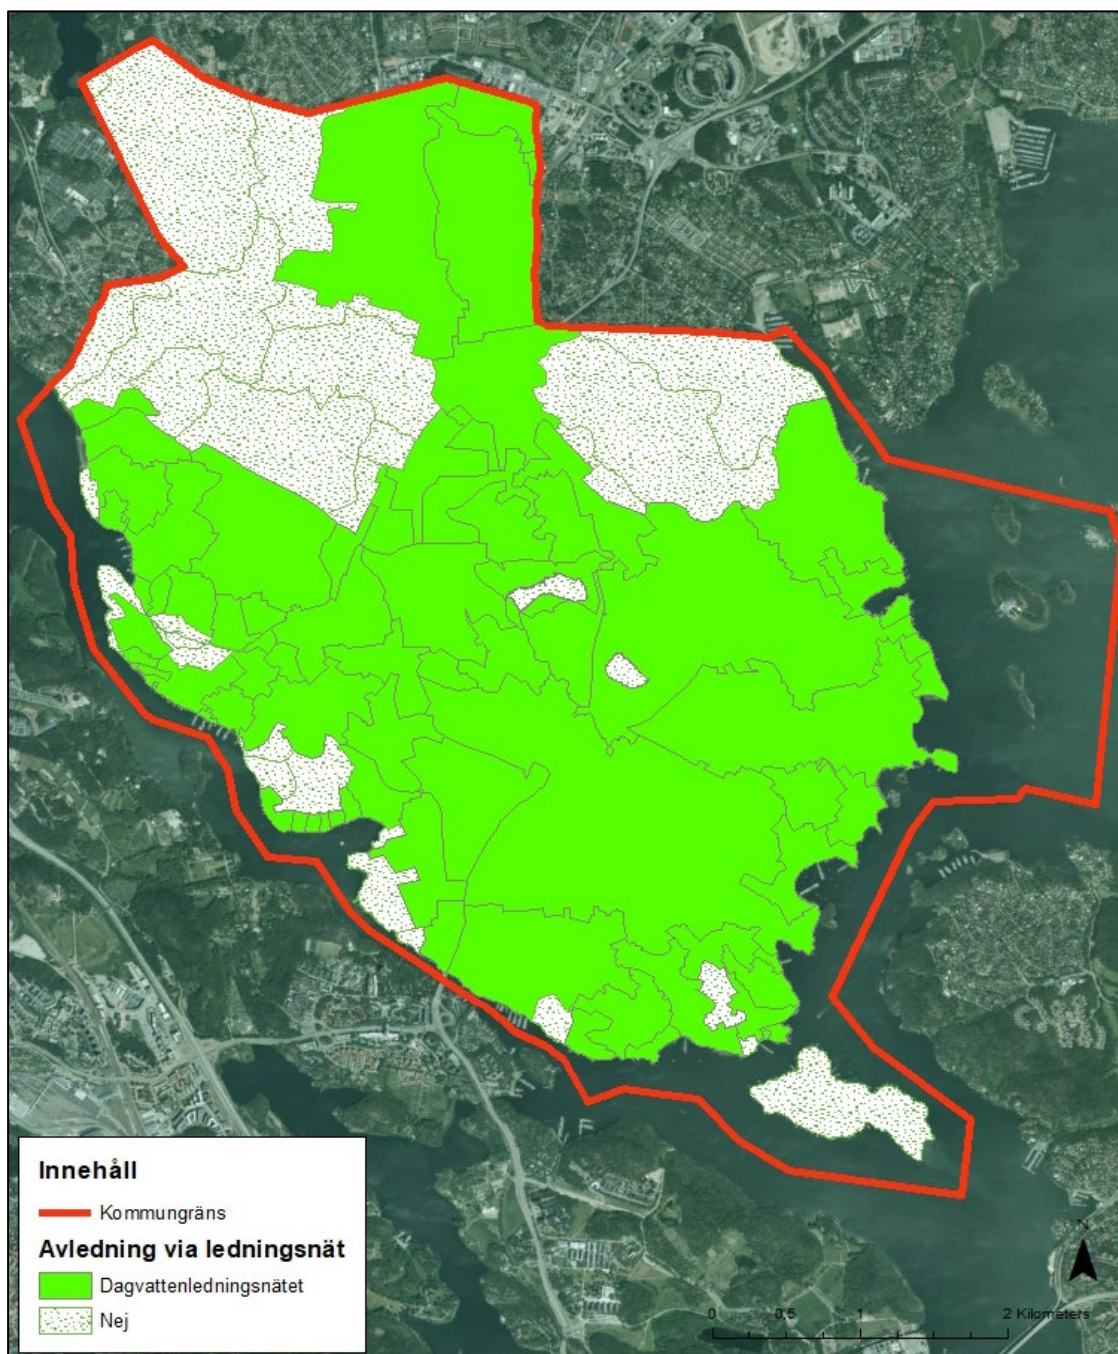 Innehåll
Kommungräns
Avledning via ledningsnät
Dagvattenledningsnätet
Nej
N
0 0,5 1 2 Kilometers